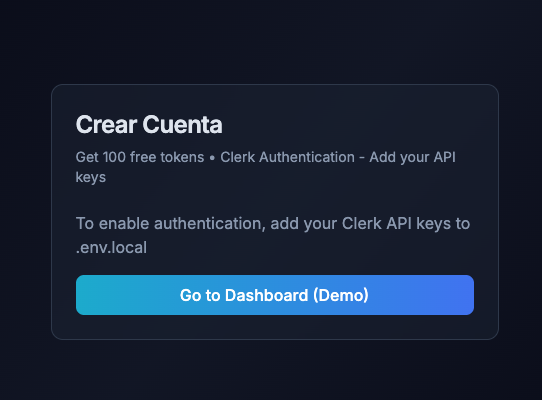 Crear Cuenta
Get 100 free tokens • Clerk Authentication - Add your API
keys
To enable authentication, add your Clerk API keys to
.env.local
Go to Dashboard (Demo)